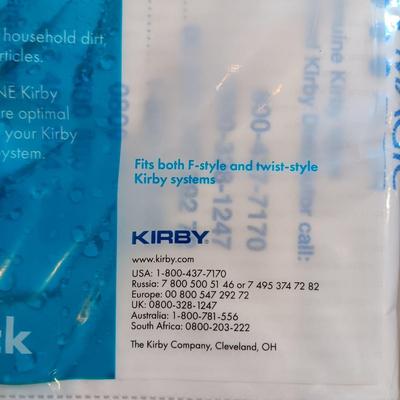 household dirt,
rticles.
NE Kirby
re optimal
your Kirby
ystem.
Fits both F-style and twist-style
Kirby systems
KIRBY
www.kirby.com
USA: 1-800-437-7170
Russia: 7 800 500 51 46 or 7 495 374 72 82
Europe: 00 800 547 292 72
UK: 0800-328-1247
Australia: 1-800-781-556
South Africa: 0800-203-222
The Kirby Company, Cleveland, OH
ck